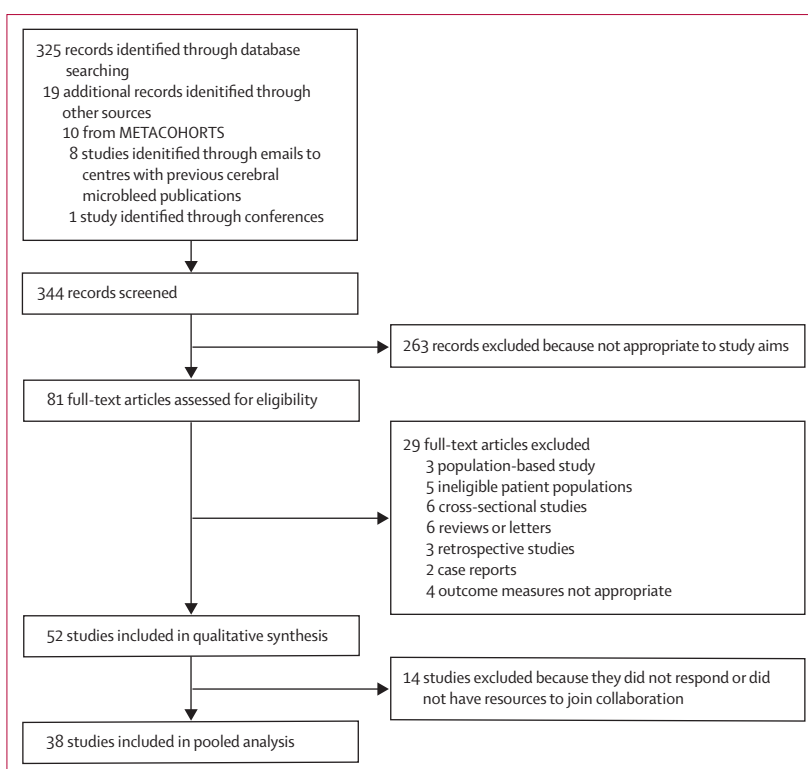 325 records identified through database
searching
19 additional records idenitified through
other sources
10 from METACOHORTS
8 studies idenitified through emails to
centres with previous cerebral
microbleed publications
1 study identified through conferences
344 records screened
263 records excluded because not appropriate to study aims
81 full-text articles assessed for eligibility
29 full-text articles excluded
3 population-based study
5 ineligible patient populations
6 cross-sectional studies
6 reviews or letters
3 retrospective studies
2 case reports
4 outcome measures not appropriate
52 studies included in qualitative synthesis
14 studies excluded because they did not respond or did
not have resources to join collaboration
38 studies included in pooled analysis